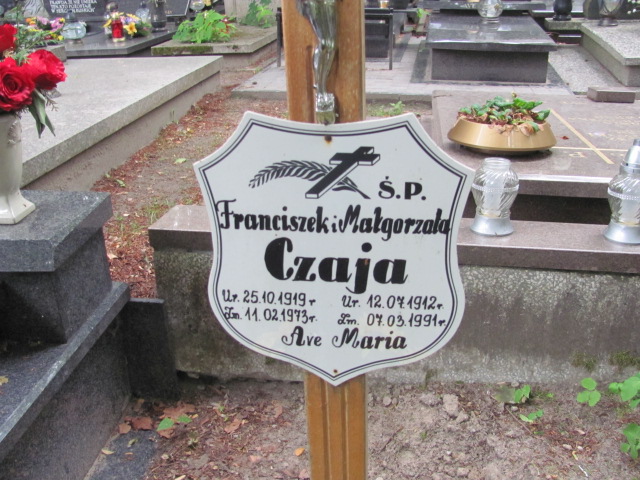 Ś.P.
Franciszek i Małgorzata
Czaja
Ur. 25.10.1919 r Ur. 12.07.1912 r.
Zm. 11.02.1973 r. Zm. 07.03.1991 r.
Ave Maria